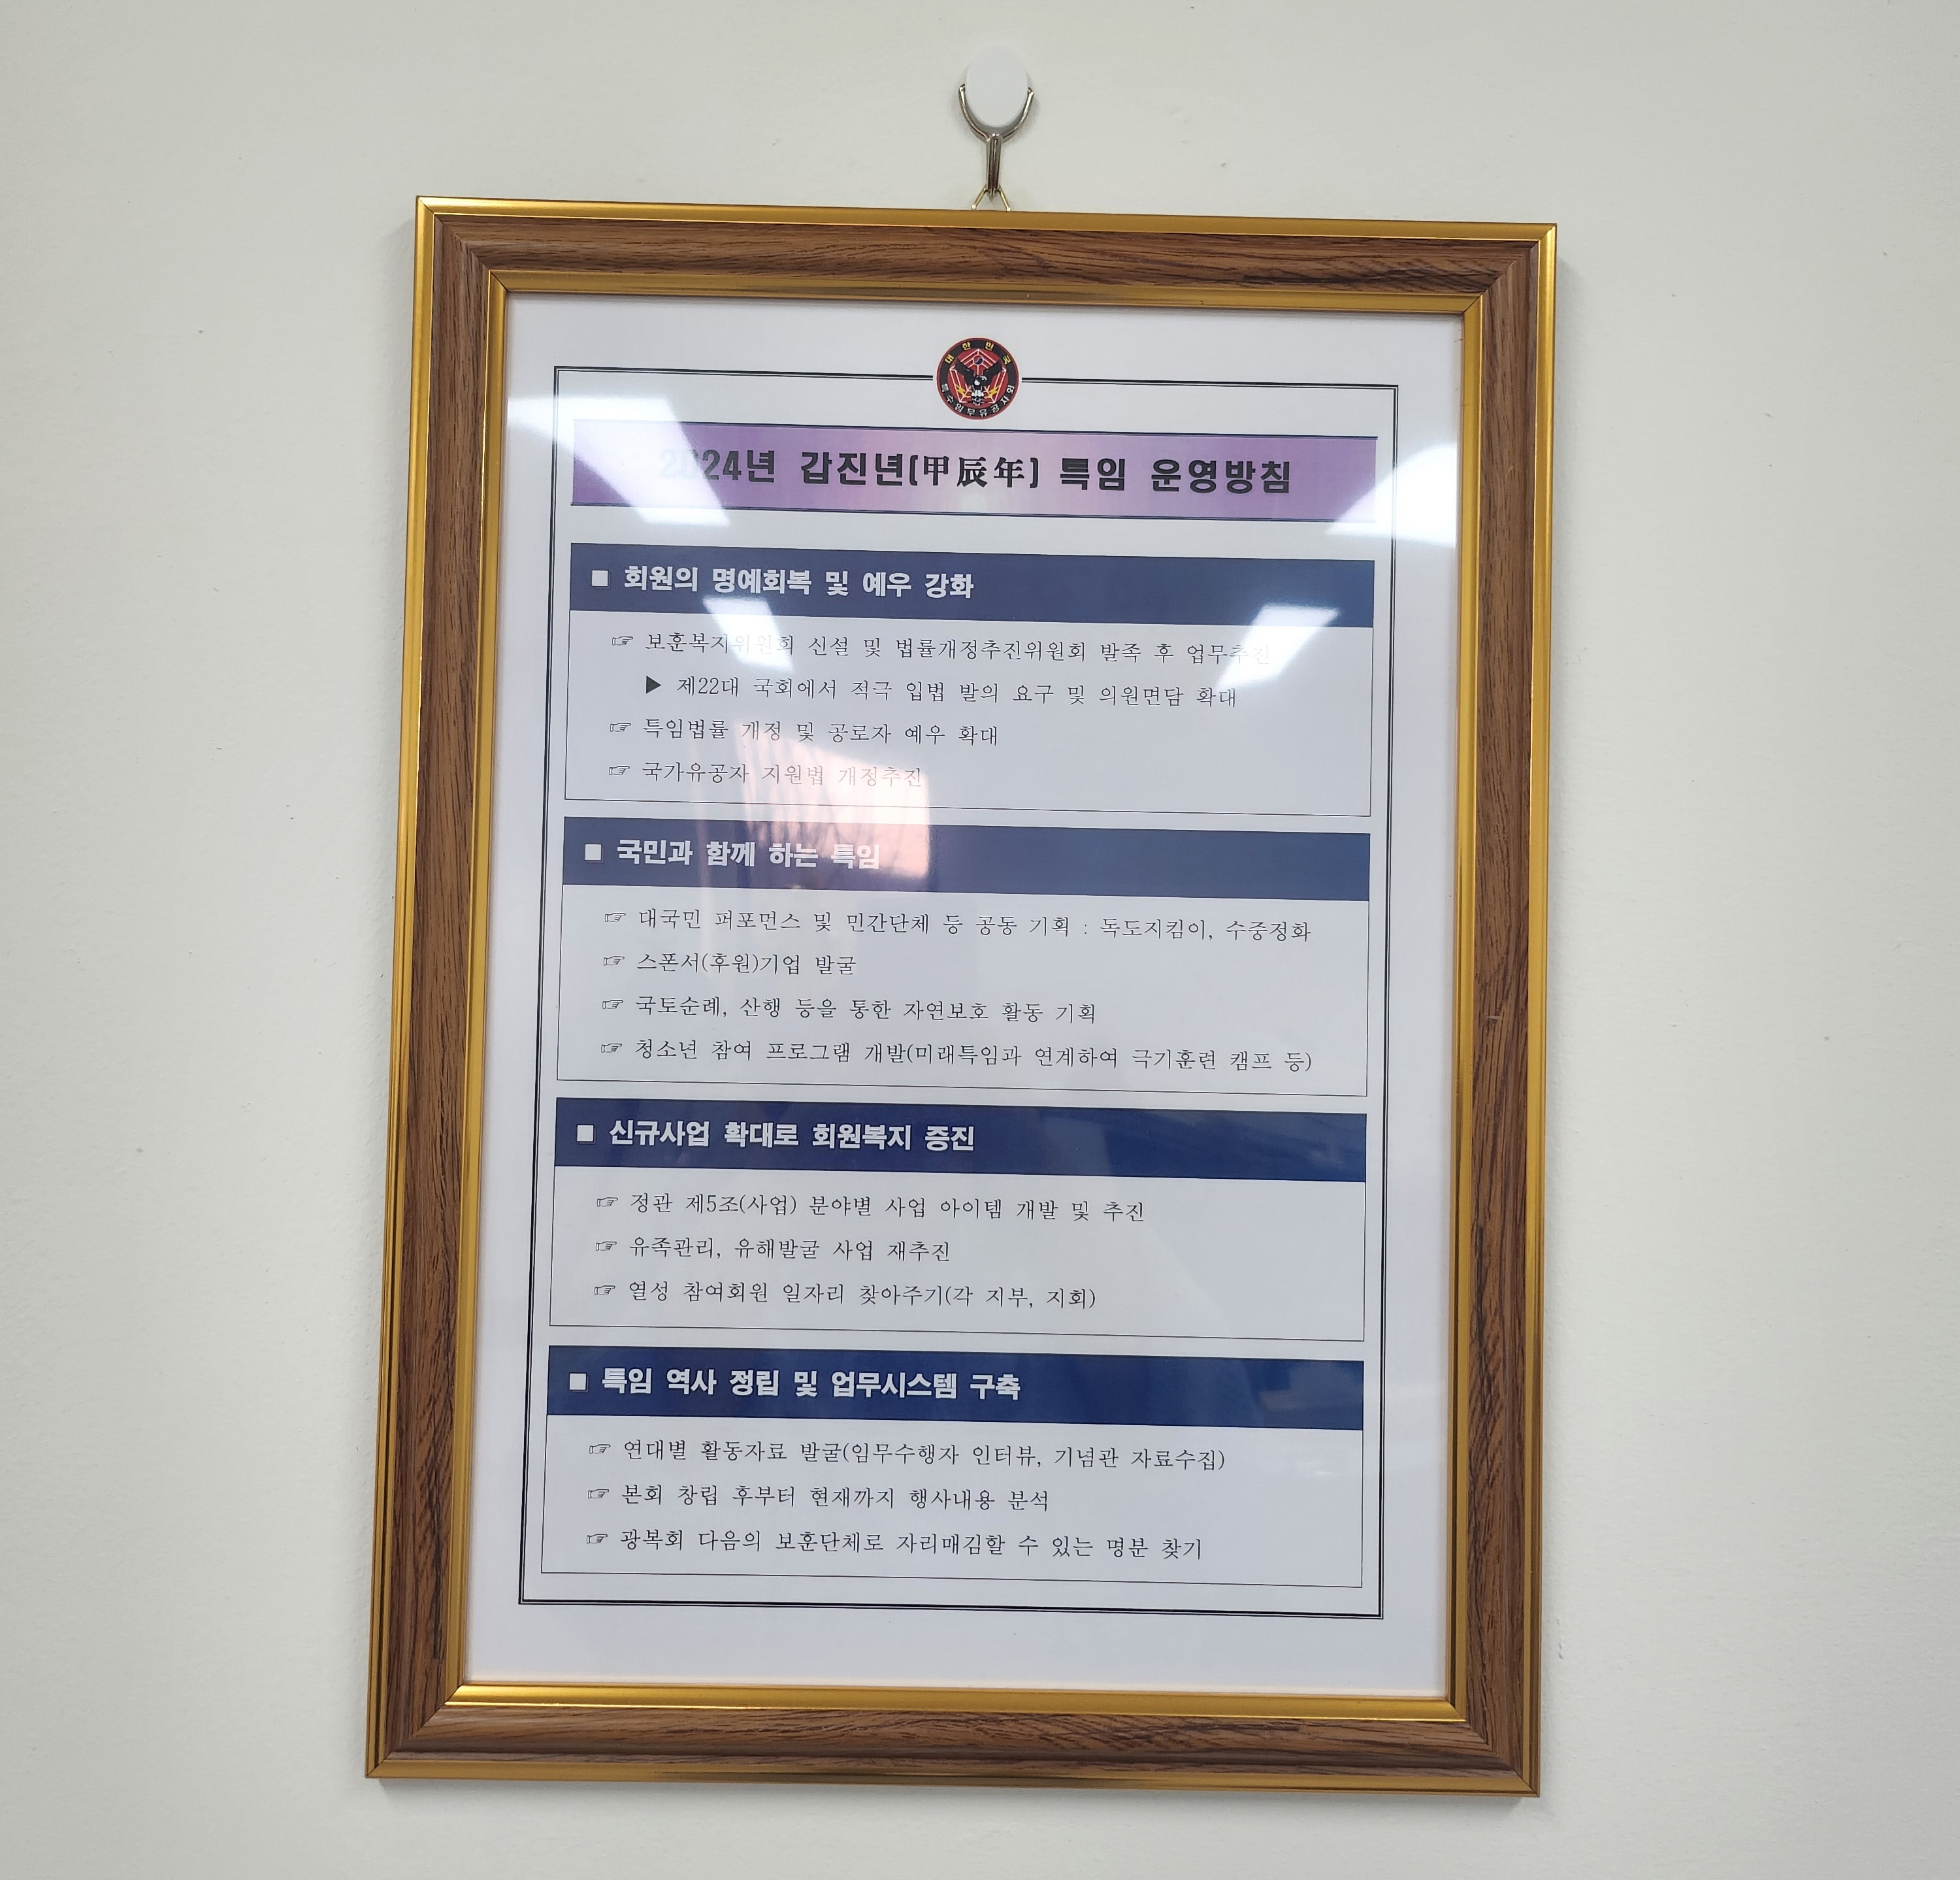 대한민국
특수임무유공자회
2024년 갑진년(甲辰年) 특임 운영방침
■ 회원의 명예회복 및 예우 강화
☞ 보훈복지위원회 신설 및 법률개정추진위원회 발족 후 업무추진
▶ 제22대 국회에서 적극 입법 발의 요구 및 의원면담 확대
☞ 특임법률 개정 및 공로자 예우 확대
☞ 국가유공자 지원법 개정추진
■ 국민과 함께 하는 특임
☞ 대국민 퍼포먼스 및 민간단체 등 공동 기획 : 독도지킴이, 수중정화
☞ 스폰서(후원)기업 발굴
☞ 국토순례, 산행 등을 통한 자연보호 활동 기획
☞ 청소년 참여 프로그램 개발(미래특임과 연계하여 극기훈련 캠프 등)
■ 신규사업 확대로 회원복지 증진
☞ 정관 제5조(사업) 분야별 사업 아이템 개발 및 추진
☞ 유족관리, 유해발굴 사업 재추진
☞ 열성 참여회원 일자리 찾아주기(각 지부, 지회)
■ 특임 역사 정립 및 업무시스템 구축
☞ 연대별 활동자료 발굴(임무수행자 인터뷰, 기념관 자료수집)
☞ 본회 창립 후부터 현재까지 행사내용 분석
☞ 광복회 다음의 보훈단체로 자리매김할 수 있는 명분 찾기